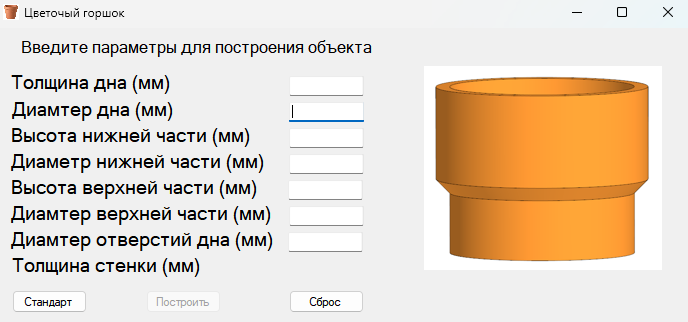 Цветочый горшок
Введите параметры для построения объекта
Толщина дна (мм)
Диамтер дна (мм)
Высота нижней части (мм)
Диаметр нижней части (мм)
Высота верхней части (мм)
Диамтер верхней части (мм)
Диамтер отверстий дна (мм)
Толщина стенки (мм)
Стандарт
Построить
Сброс